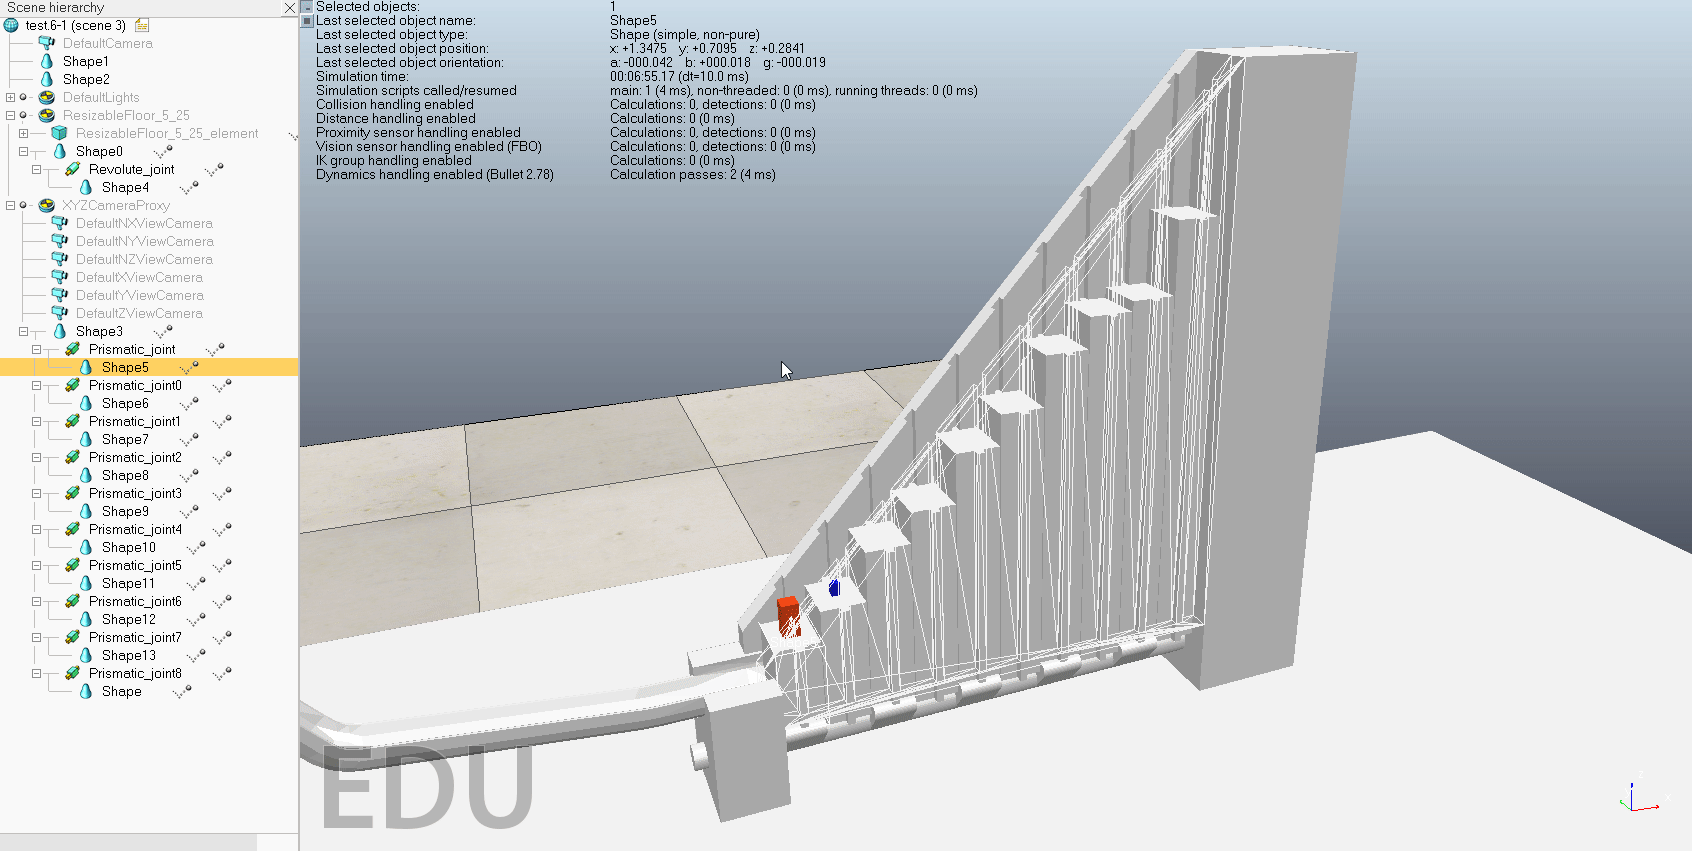 Scene hierarchy
test.6-1 (scene 3)
DefaultCamera
Shape1
Shape2
DefaultLights
ResizableFloor_5_25
ResizableFloor_5_25_element
Shape0
Revolute_joint
Shape4
XYZCameraProxy
DefaultNXViewCamera
DefaultNYViewCamera
DefaultNZViewCamera
DefaultXViewCamera
DefaultYViewCamera
DefaultZViewCamera
Shape3
Prismatic_joint
Shape5
Prismatic_joint0
Shape6
Prismatic_joint1
Shape7
Prismatic_joint2
Shape8
Prismatic_joint3
Shape9
Prismatic_joint4
Shape10
Prismatic_joint5
Shape11
Prismatic_joint6
Shape12
Prismatic_joint7
Shape13
Prismatic_joint8
Shape
Selected objects: 1
Last selected object name: Shape5
Last selected object type: Shape (simple, non-pure)
Last selected object position: x: +1.3475 y: +0.7095 z: +0.2841
Last selected object orientation: a: -000.042 b: +000.018 g: -000.019
Simulation time: 00:06:55.17 (dt=10.0 ms)
Simulation scripts called/resumed main: 1 (4 ms), non-threaded: 0 (0 ms), running threads: 0 (0 ms)
Collision handling enabled Calculations: 0, detections: 0 (0 ms)
Distance handling enabled Calculations: 0 (0 ms)
Proximity sensor handling enabled Calculations: 0, detections: 0 (0 ms)
Vision sensor handling enabled (FBO) Calculations: 0, detections: 0 (0 ms)
IK group handling enabled Calculations: 0 (0 ms)
Dynamics handling enabled (Bullet 2.78) Calculation passes: 2 (4 ms)
EDU